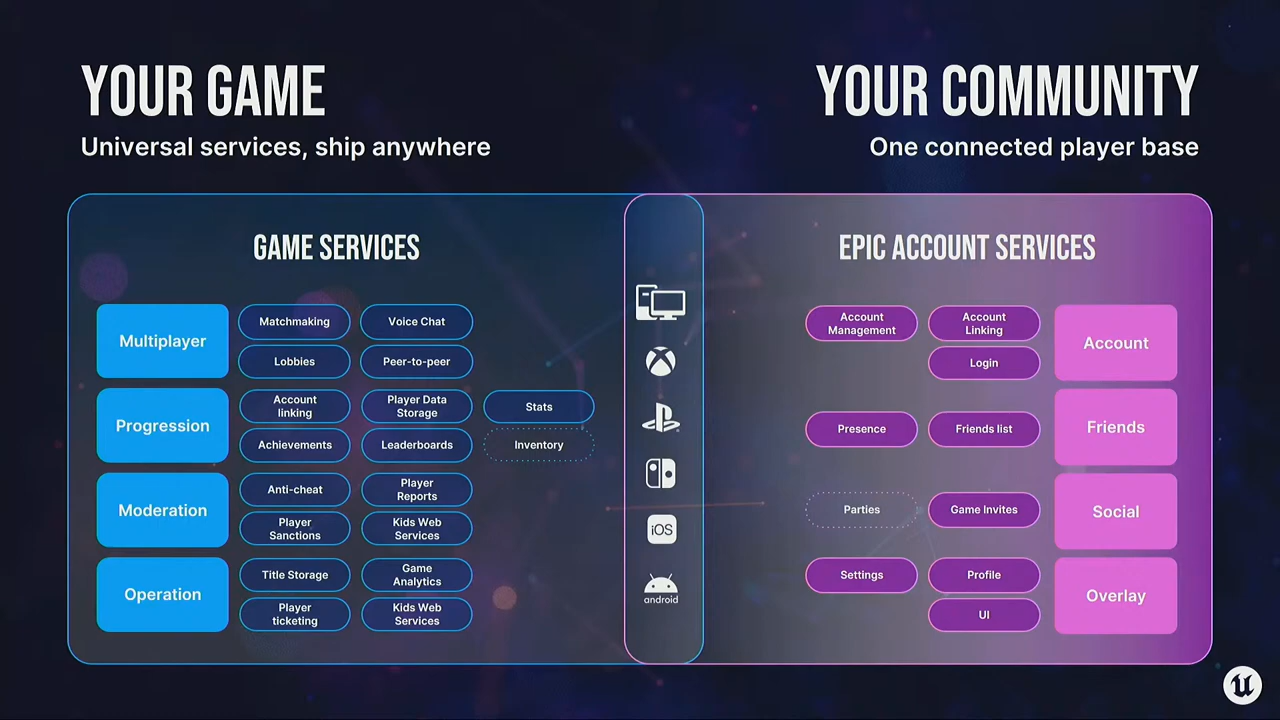 YOUR GAME
Universal services, ship anywhere
YOUR COMMUNITY
One connected player base
GAME SERVICES
Multiplayer
Matchmaking
Voice Chat
Lobbies
Peer-to-peer
Progression
Account
linking
Player Data
Storage
Stats
Achievements
Leaderboards
Inventory
Moderation
Anti-cheat
Player
Reports
Player
Sanctions
Kids Web
Services
Operation
Title Storage
Game
Analytics
Player
ticketing
Kids Web
Services
iOS
android
EPIC ACCOUNT SERVICES
Account
Management
Account
Linking
Login
Account
Presence
Friends list
Friends
Parties
Game Invites
Social
Settings
Profile
UI
Overlay